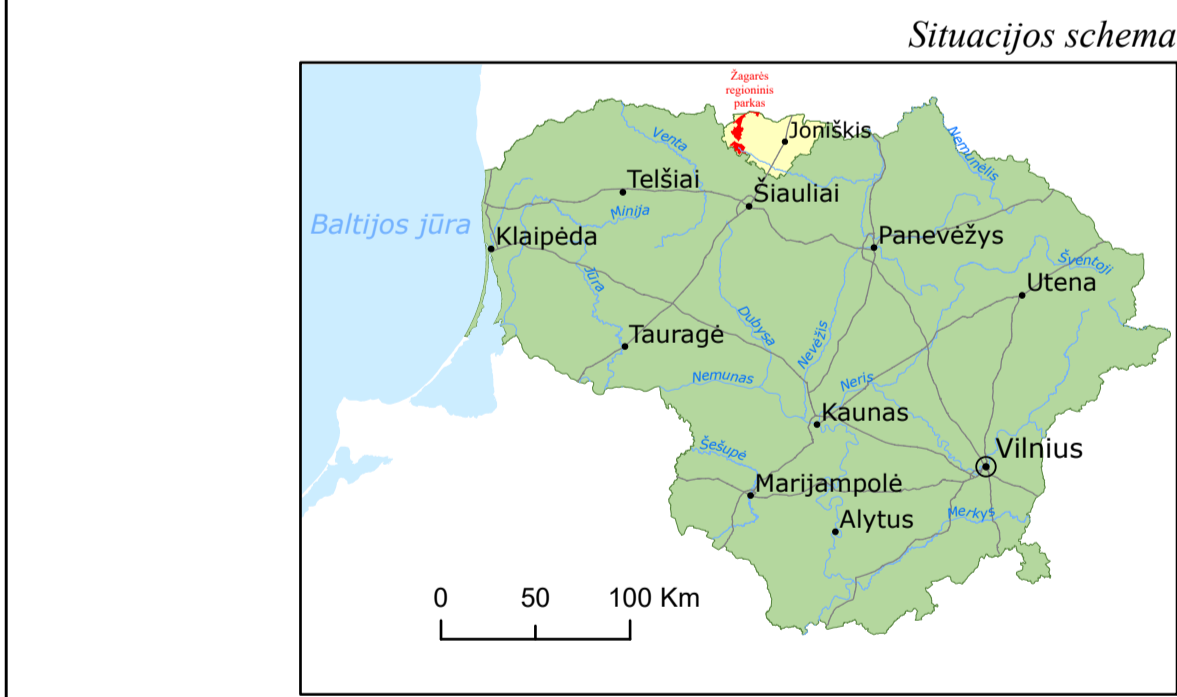 Situacijos schema
Žagarės
regioninis
parkas
Joniškis
Venta
Nemunėlis
Telšiai
Šiauliai
Minija
Baltijos jūra
Klaipėda
Panevėžys
Šventoji
Jūra
Utena
Dubysa
Nevėžis
Tauragė
Nemunas
Neris
Kaunas
Šešupė
Vilnius
Marijampolė
Alytus
Merkys
0 50 100 Km